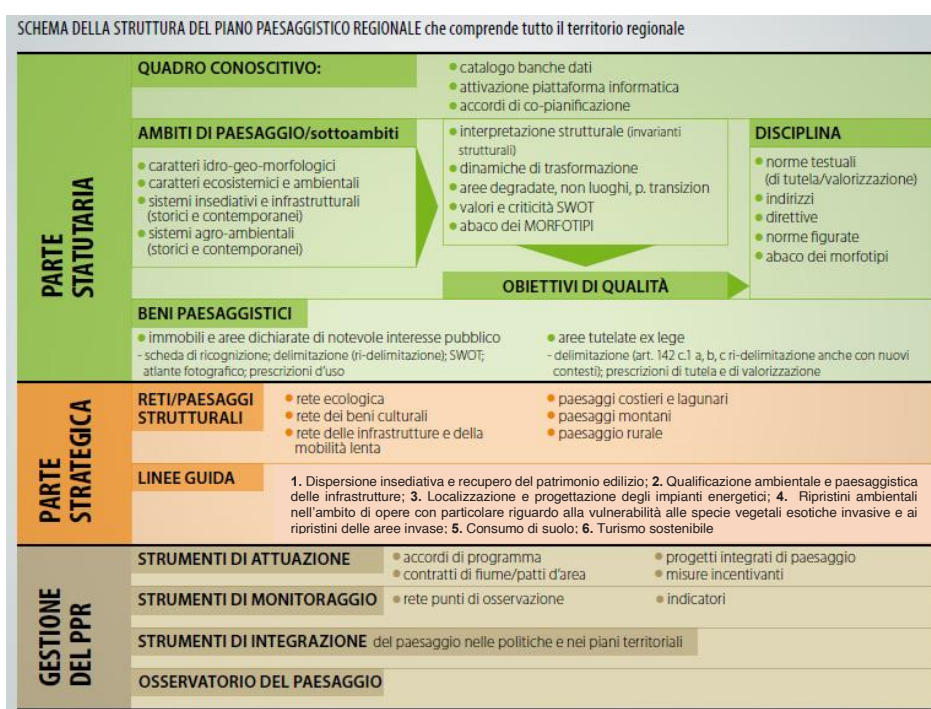 SCHEMA DELLA STRUTTURA DEL PIANO PAESAGGISTICO REGIONALE che comprende tutto il territorio regionale
PARTE
STATUTARIA
QUADRO CONOSCITIVO:
• catalogo banche dati
• attivazione piattaforma informatica
• accordi di co-pianificazione
AMBITI DI PAESAGGIO/sottoambiti
• caratteri idro-geo-morfologici
• caratteri ecosistemici e ambientali
• sistemi insediativi e infrastrutturali
(storici e contemporanei)
• sistemi agro-ambientali
(storici e contemporanei)
• interpretazione strutturale (invarianti
strutturali)
• dinamiche di trasformazione
• aree degradate, non luoghi, p. transizion
• valori e criticità SWOT
• abaco dei MORFOTIPI
OBIETTIVI DI QUALITÀ
DISCIPLINA
• norme testuali
(di tutela/valorizzazione)
• indirizzi
• direttive
• norme figurate
• abaco dei morfotipi
BENI PAESAGGISTICI
• immobili e aree dichiarate di notevole interesse pubblico
- scheda di ricognizione; delimitazione (ri-delimitazione); SWOT;
atlante fotografico; prescrizioni d'uso
• aree tutelate ex lege
- delimitazione (art. 142 c.1 a, b, c ri-delimitazione anche con nuovi
contesti); prescrizioni di tutela e di valorizzazione
PARTE
STRATEGICA
RETI/PAESAGGI
STRUTTURALI
• rete ecologica
• rete dei beni culturali
• rete delle infrastrutture e della
mobilità lenta
• paesaggi costieri e lagunari
• paesaggi montani
• paesaggio rurale
LINEE GUIDA
1. Dispersione insediativa e recupero del patrimonio edilizio; 2. Qualificazione ambientale e paesaggistica
delle infrastrutture; 3. Localizzazione e progettazione degli impianti energetici; 4. Ripristini ambientali
nell'ambito di opere con particolare riguardo alla vulnerabilità alle specie vegetali esotiche invasive e ai
ripristini delle aree invase; 5. Consumo di suolo; 6. Turismo sostenibile
GESTIONE
DEL PPR
STRUMENTI DI ATTUAZIONE
• accordi di programma
• contratti di fiume/patti d'area
• progetti integrati di paesaggio
• misure incentivanti
STRUMENTI DI MONITORAGGIO
• rete punti di osservazione
• indicatori
STRUMENTI DI INTEGRAZIONE del paesaggio nelle politiche e nei piani territoriali
OSSERVATORIO DEL PAESAGGIO